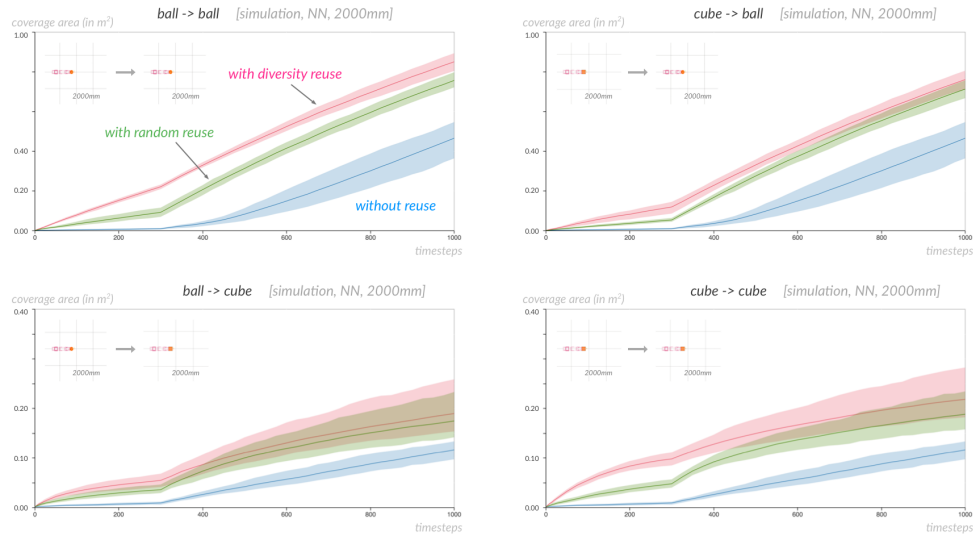 ball -> ball [simulation, NN, 2000mm]
coverage area (in m²)
1.00
0.40
0.20
0.00
2000mm
2000mm
with diversity reuse
with random reuse
without reuse
0
200
400
600
800
1000
timesteps
cube -> ball [simulation, NN, 2000mm]
coverage area (in m²)
1.00
0.40
0.20
0.00
2000mm
2000mm
0
200
400
600
800
1000
timesteps
ball -> cube [simulation, NN, 2000mm]
coverage area (in m²)
0.40
0.20
0.10
0.00
2000mm
2000mm
0
200
400
600
800
1000
timesteps
cube -> cube [simulation, NN, 2000mm]
coverage area (in m²)
0.40
0.20
0.10
0.00
2000mm
2000mm
0
200
400
600
800
1000
timesteps